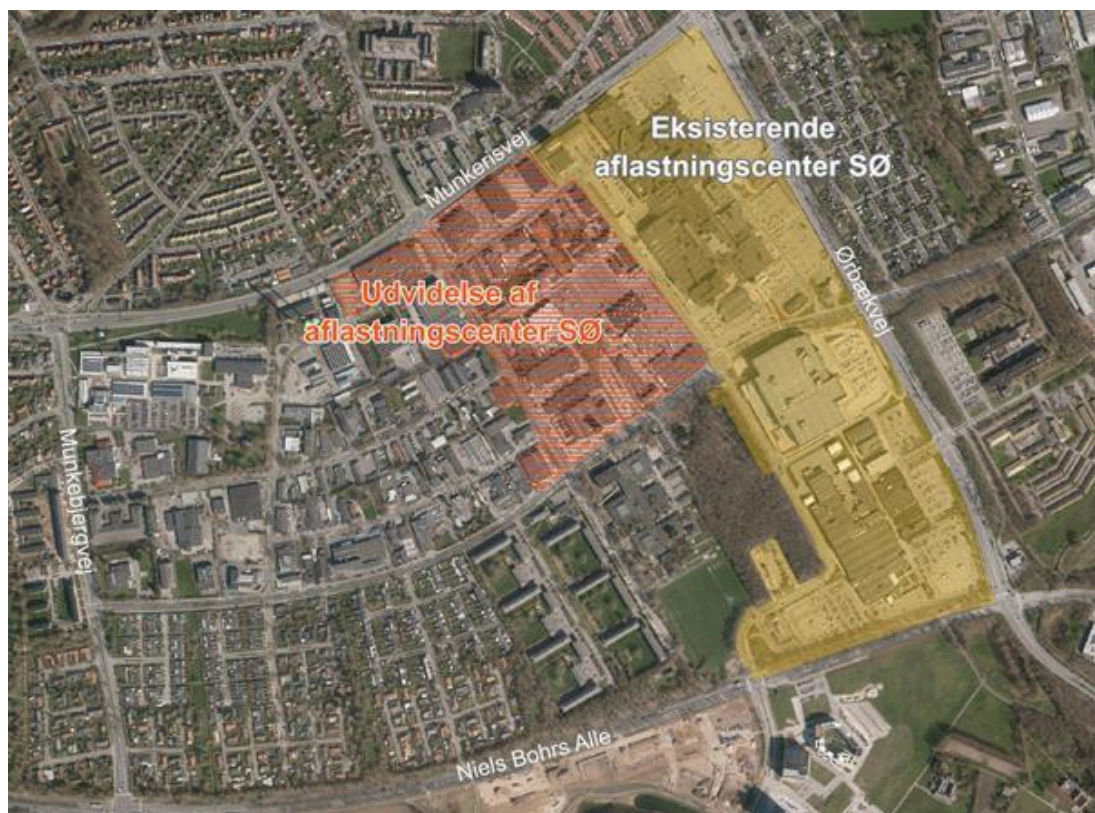 Eksisterende
aflastningscenter SØ
Munkerisvej
Ørbækvej
Udvidelse af
aflastningscenter SØ
Munkebjergvej
Niels Bohrs Alle